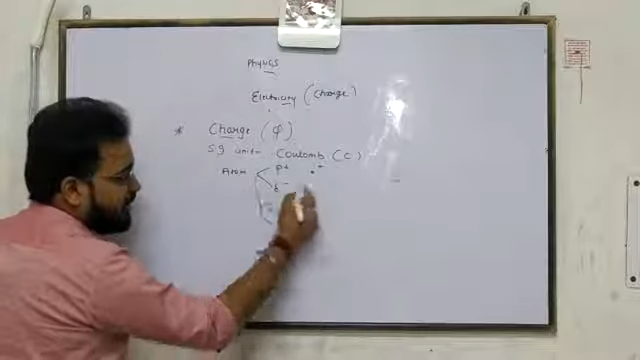 Physics
Electricity (Charge)
* Charge (φ)
S.I unit - Coulomb (C)
Atom P+
e-